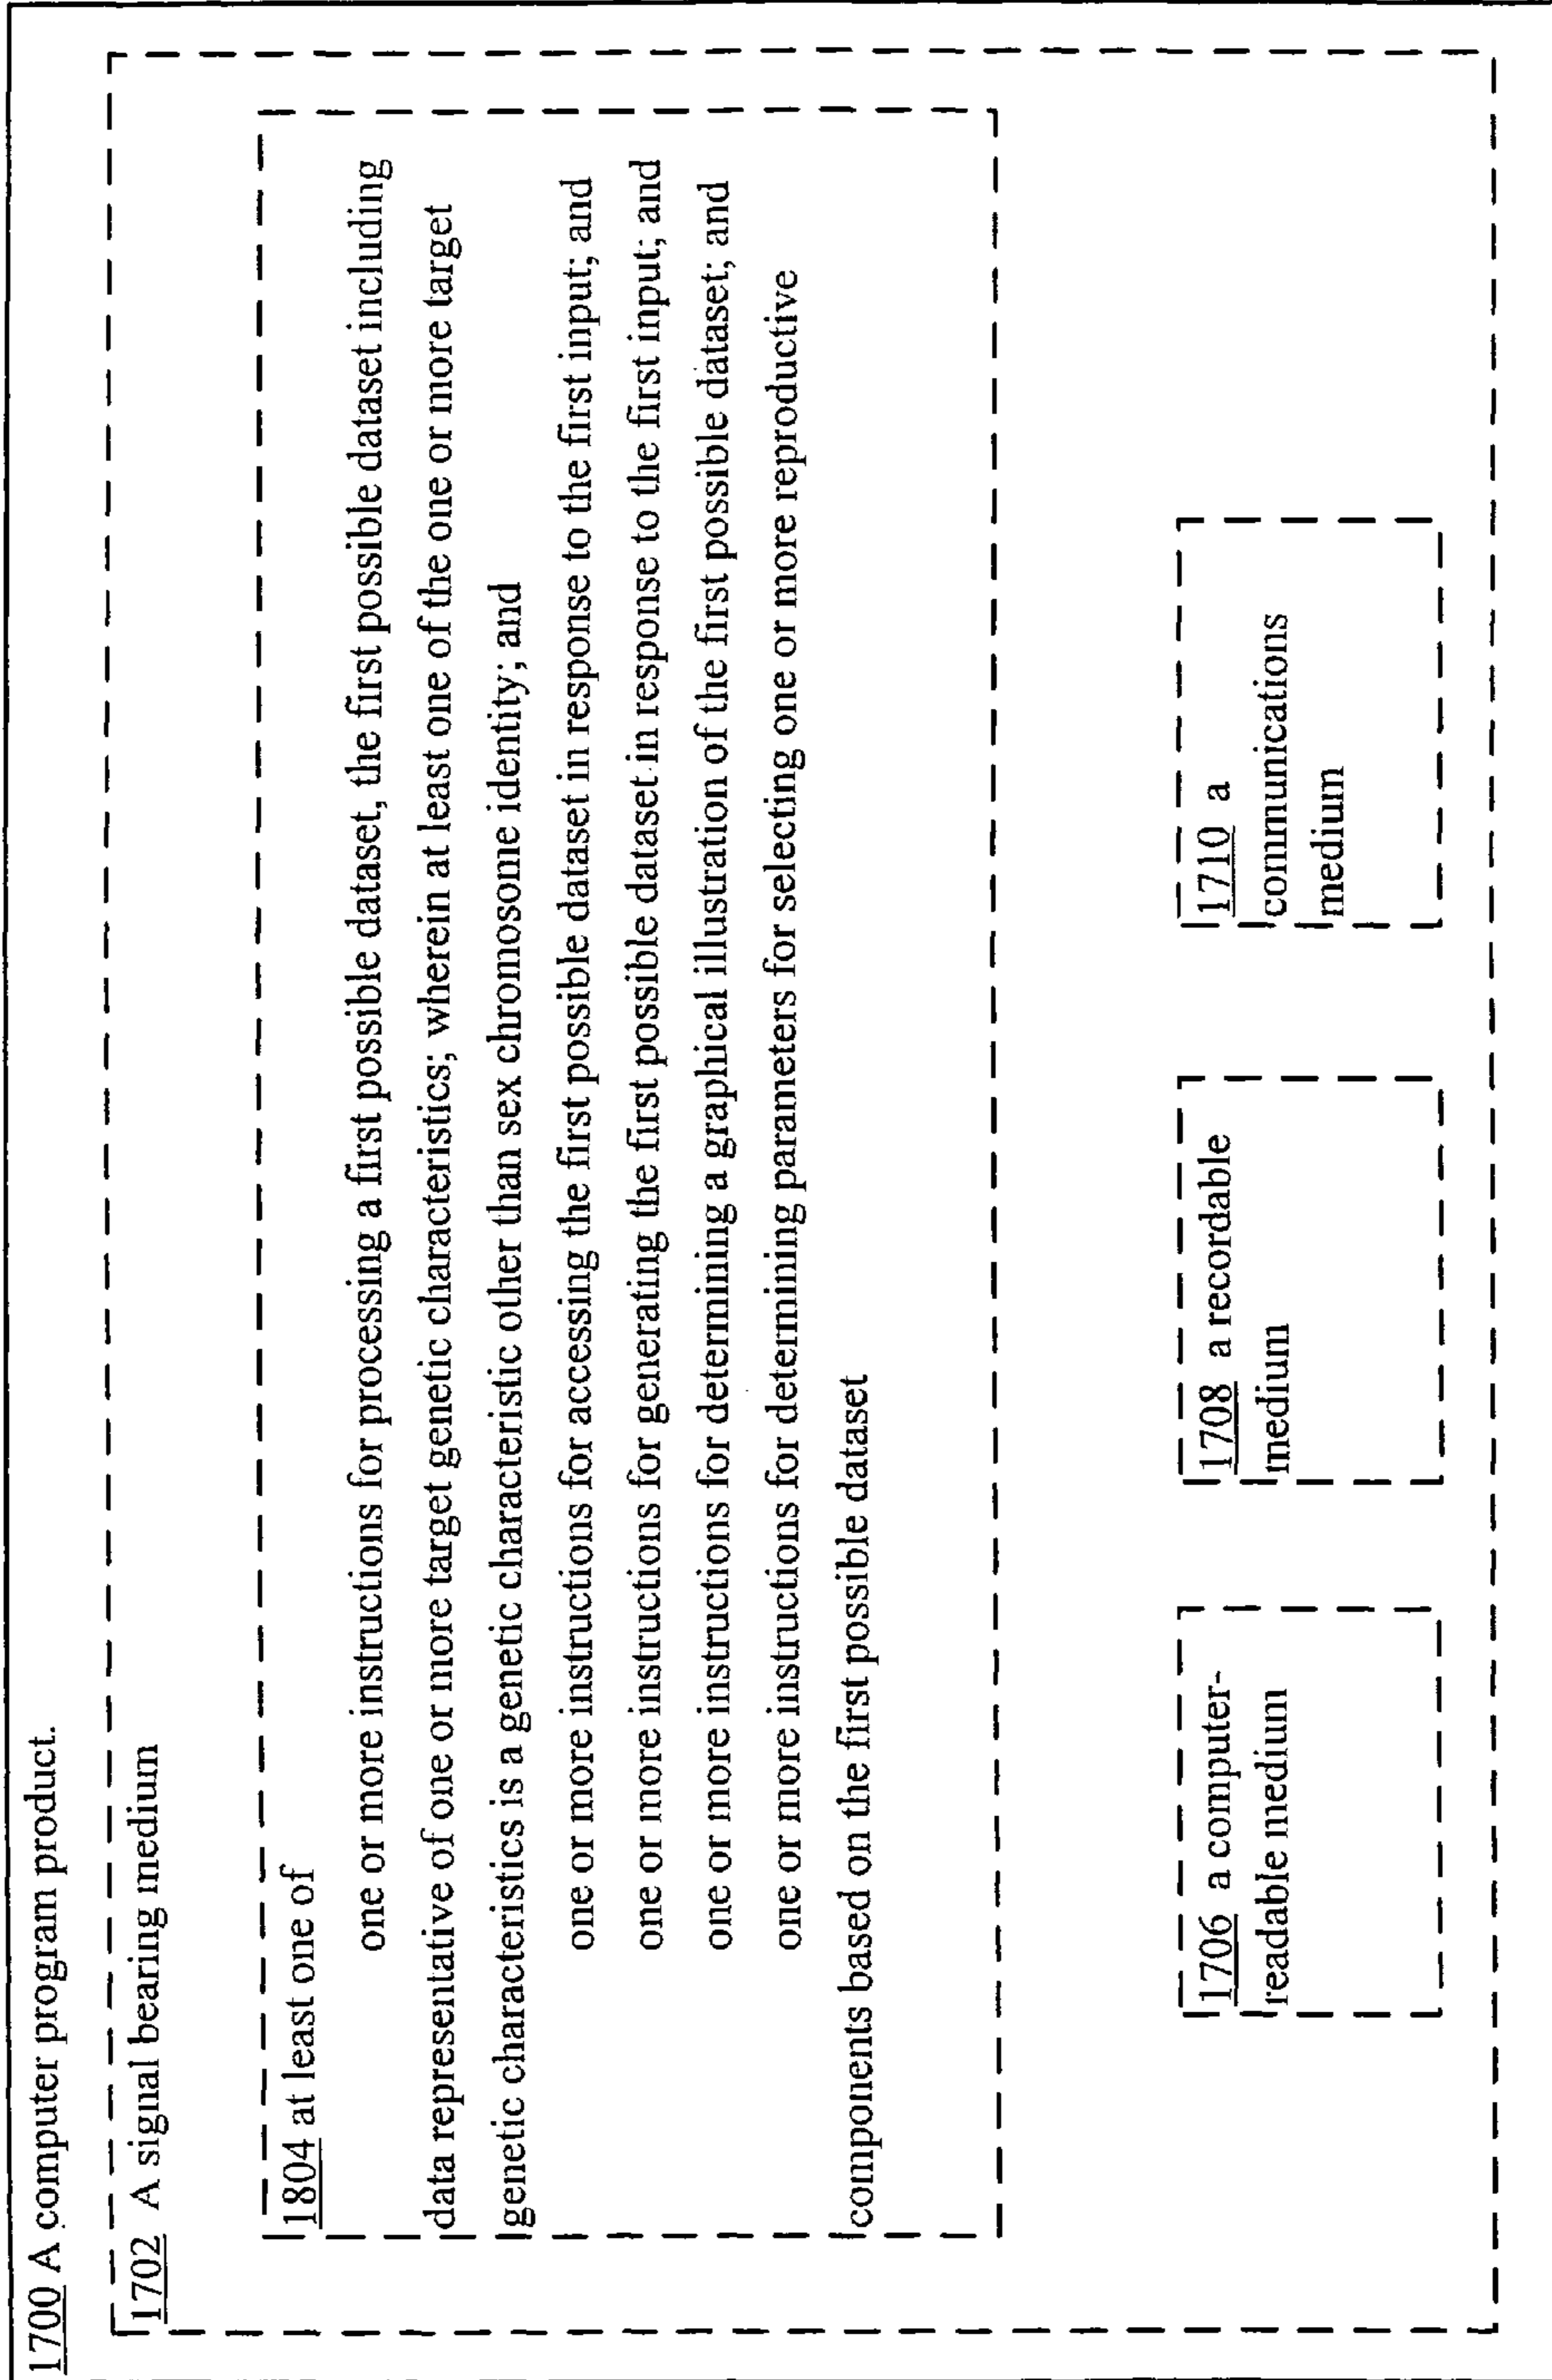 1700 A computer program product.
1702 A signal bearing medium
1804 at least one of
one or more instructions for processing a first possible dataset, the first possible dataset including
data representative of one or more target genetic characteristics; wherein at least one of the one or more target
genetic characteristics is a genetic characteristic other than sex chromosome identity; and
one or more instructions for accessing the first possible dataset in response to the first input; and
one or more instructions for generating the first possible dataset in response to the first input; and
one or more instructions for determining a graphical illustration of the first possible dataset; and
one or more instructions for determining parameters for selecting one or more reproductive
components based on the first possible dataset
1706 a computer-
readable medium
1708 a recordable
medium
1710 a
communications
medium